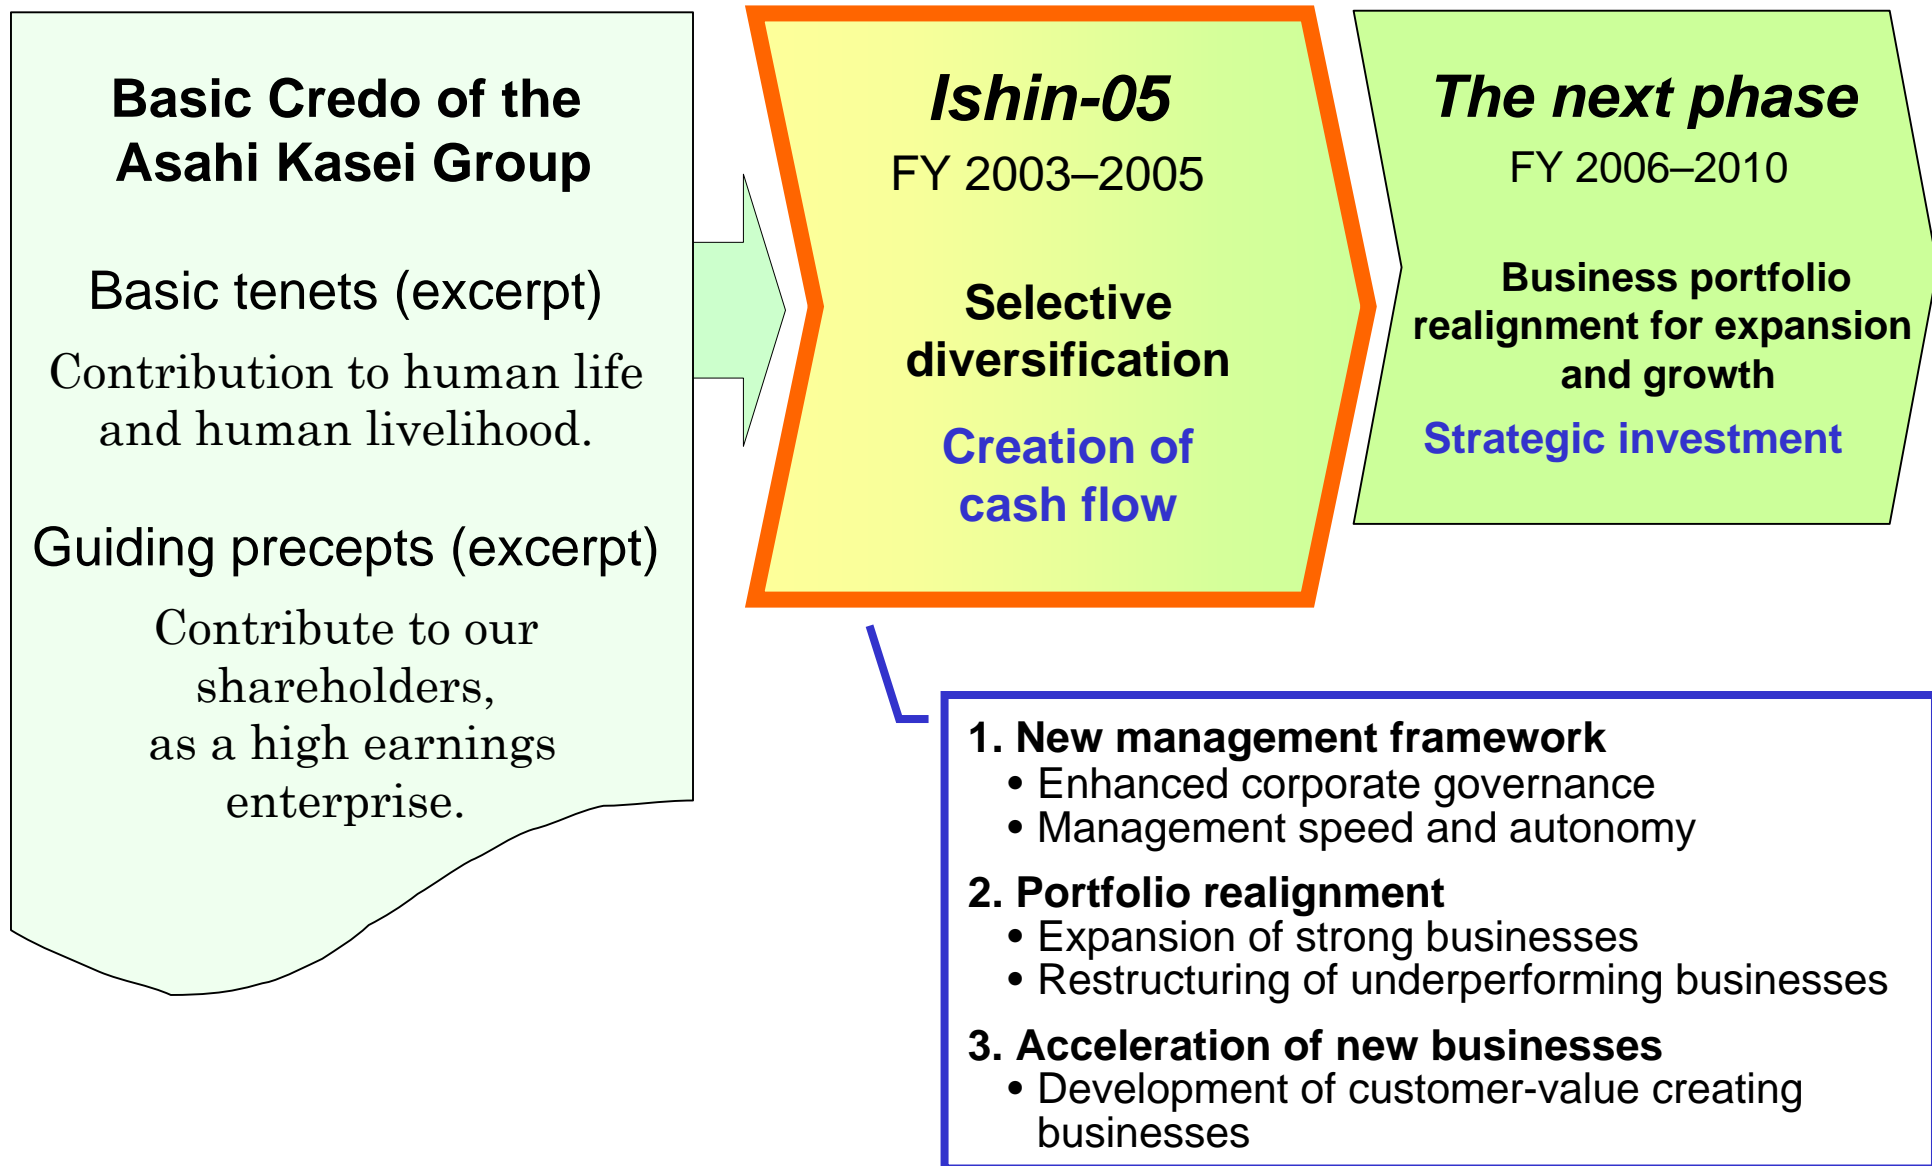 Basic Credo of the
Asahi Kasei Group
Basic tenets (excerpt)
Contribution to human life
and human livelihood.
Guiding precepts (excerpt)
Contribute to our
shareholders,
as a high earnings
enterprise.
Ishin-05
FY 2003–2005
Selective
diversification
Creation of
cash flow
The next phase
FY 2006–2010
Business portfolio
realignment for expansion
and growth
Strategic investment
1. New management framework
• Enhanced corporate governance
• Management speed and autonomy
2. Portfolio realignment
• Expansion of strong businesses
• Restructuring of underperforming businesses
3. Acceleration of new businesses
• Development of customer-value creating
businesses